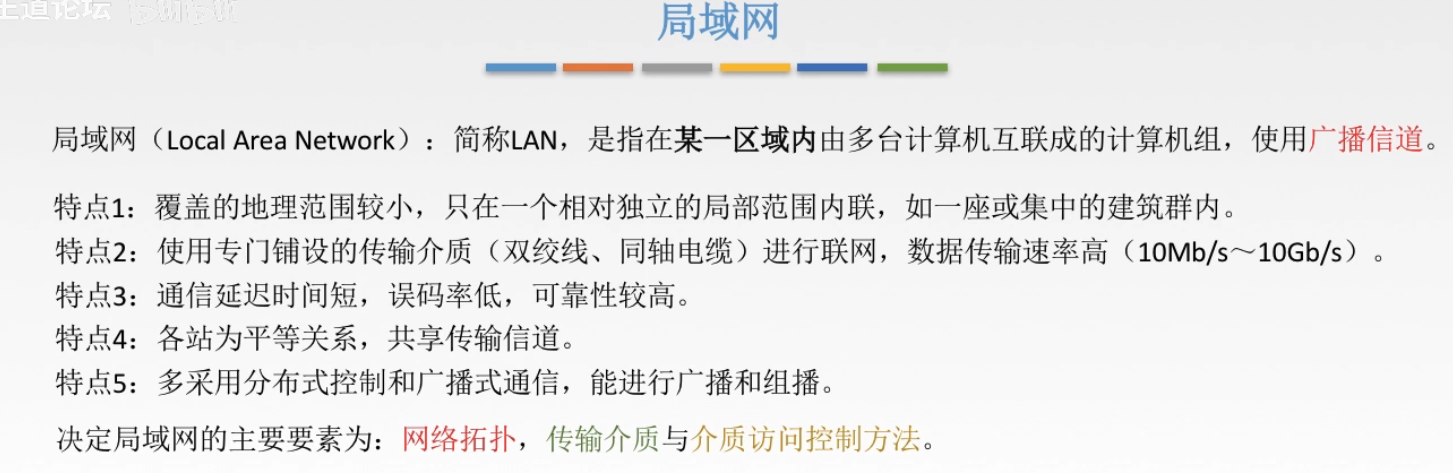 王道论坛 bilibili
局域网
局域网（Local Area Network）：简称LAN，是指在某一区域内由多台计算机互联成的计算机组，使用广播信道。
特点1：覆盖的地理范围较小，只在一个相对独立的局部范围内联，如一座或集中的建筑群内。
特点2：使用专门铺设的传输介质（双绞线、同轴电缆）进行联网，数据传输速率高（10Mb/s～10Gb/s）。
特点3：通信延迟时间短，误码率低，可靠性较高。
特点4：各站为平等关系，共享传输信道。
特点5：多采用分布式控制和广播式通信，能进行广播和组播。
决定局域网的主要要素为：网络拓扑，传输介质与介质访问控制方法。